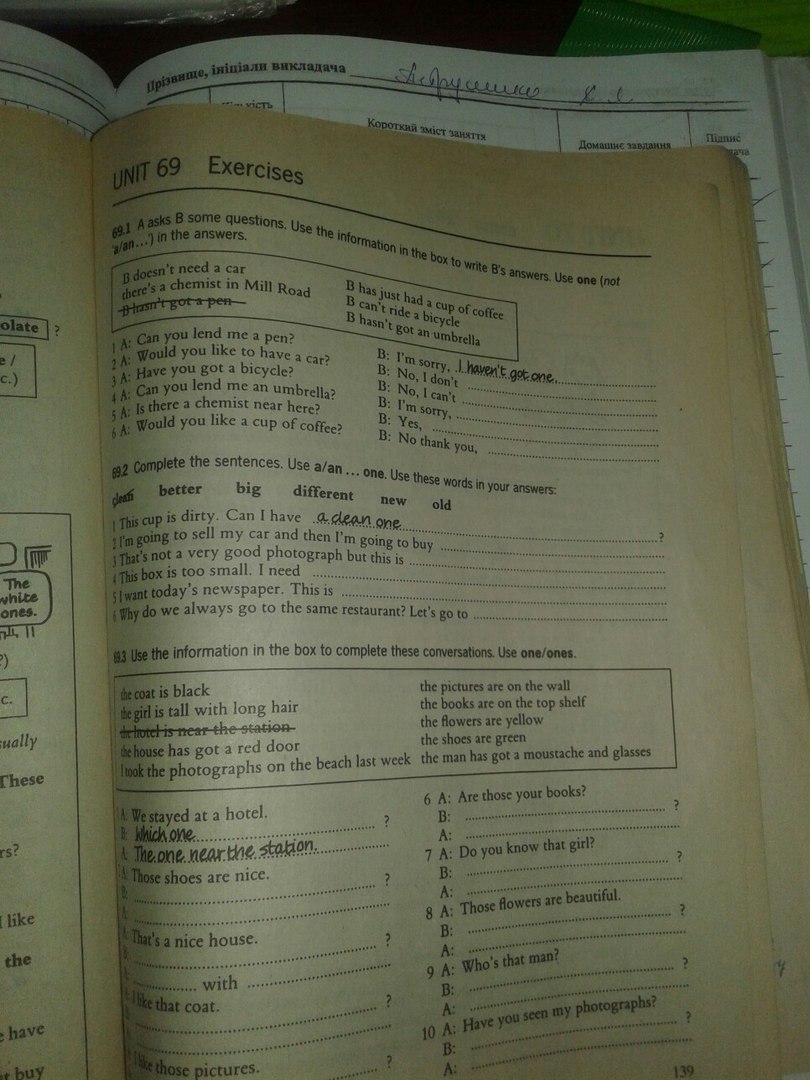 Прізвище, ініціали викладача
Короткий зміст заняття
Домашнє завдання
Підпис
UNIT 69 Exercises
69.1 A asks B some questions. Use the information in the box to write B's answers. Use one (not
'a/an ...') in the answers.
B doesn't need a car
there's a chemist in Mill Road
B hasn't got a pen
B has just had a cup of coffee
B can't ride a bicycle
B hasn't got an umbrella
1 A: Can you lend me a pen?
2 A: Would you like to have a car?
3 A: Have you got a bicycle?
4 A: Can you lend me an umbrella?
5 A: Is there a chemist near here?
6 A: Would you like a cup of coffee?
B: I'm sorry, I haven't got one.
B: No, I don't
B: No, I can't
B: I'm sorry,
B: Yes,
B: No thank you,
69.2 Complete the sentences. Use a/an ... one. Use these words in your answers:
clean better big different new old
1 This cup is dirty. Can I have a clean one ?
2 I'm going to sell my car and then I'm going to buy
3 That's not a very good photograph but this is
4 This box is too small. I need
5 I want today's newspaper. This is
6 Why do we always go to the same restaurant? Let's go to
69.3 Use the information in the box to complete these conversations. Use one/ones.
the coat is black
the girl is tall with long hair
the hotel is near the station
the house has got a red door
I took the photographs on the beach last week
the pictures are on the wall
the books are on the top shelf
the flowers are yellow
the shoes are green
the man has got a moustache and glasses
A: We stayed at a hotel.
B: Which one ?
A: The one near the station.
A: Those shoes are nice.
B: ?
A:
A: That's a nice house.
B: ?
A: with
I like that coat.
?
I like those pictures.
?
6 A: Are those your books?
B: ?
A:
7 A: Do you know that girl?
B: ?
A:
8 A: Those flowers are beautiful.
B: ?
A:
9 A: Who's that man?
B: ?
A:
10 A: Have you seen my photographs?
B: ?
A:
139
olate ?
e /
c.)
The
white
ones.
?)
c.
sually
These
rs?
I like
the
e have
buy